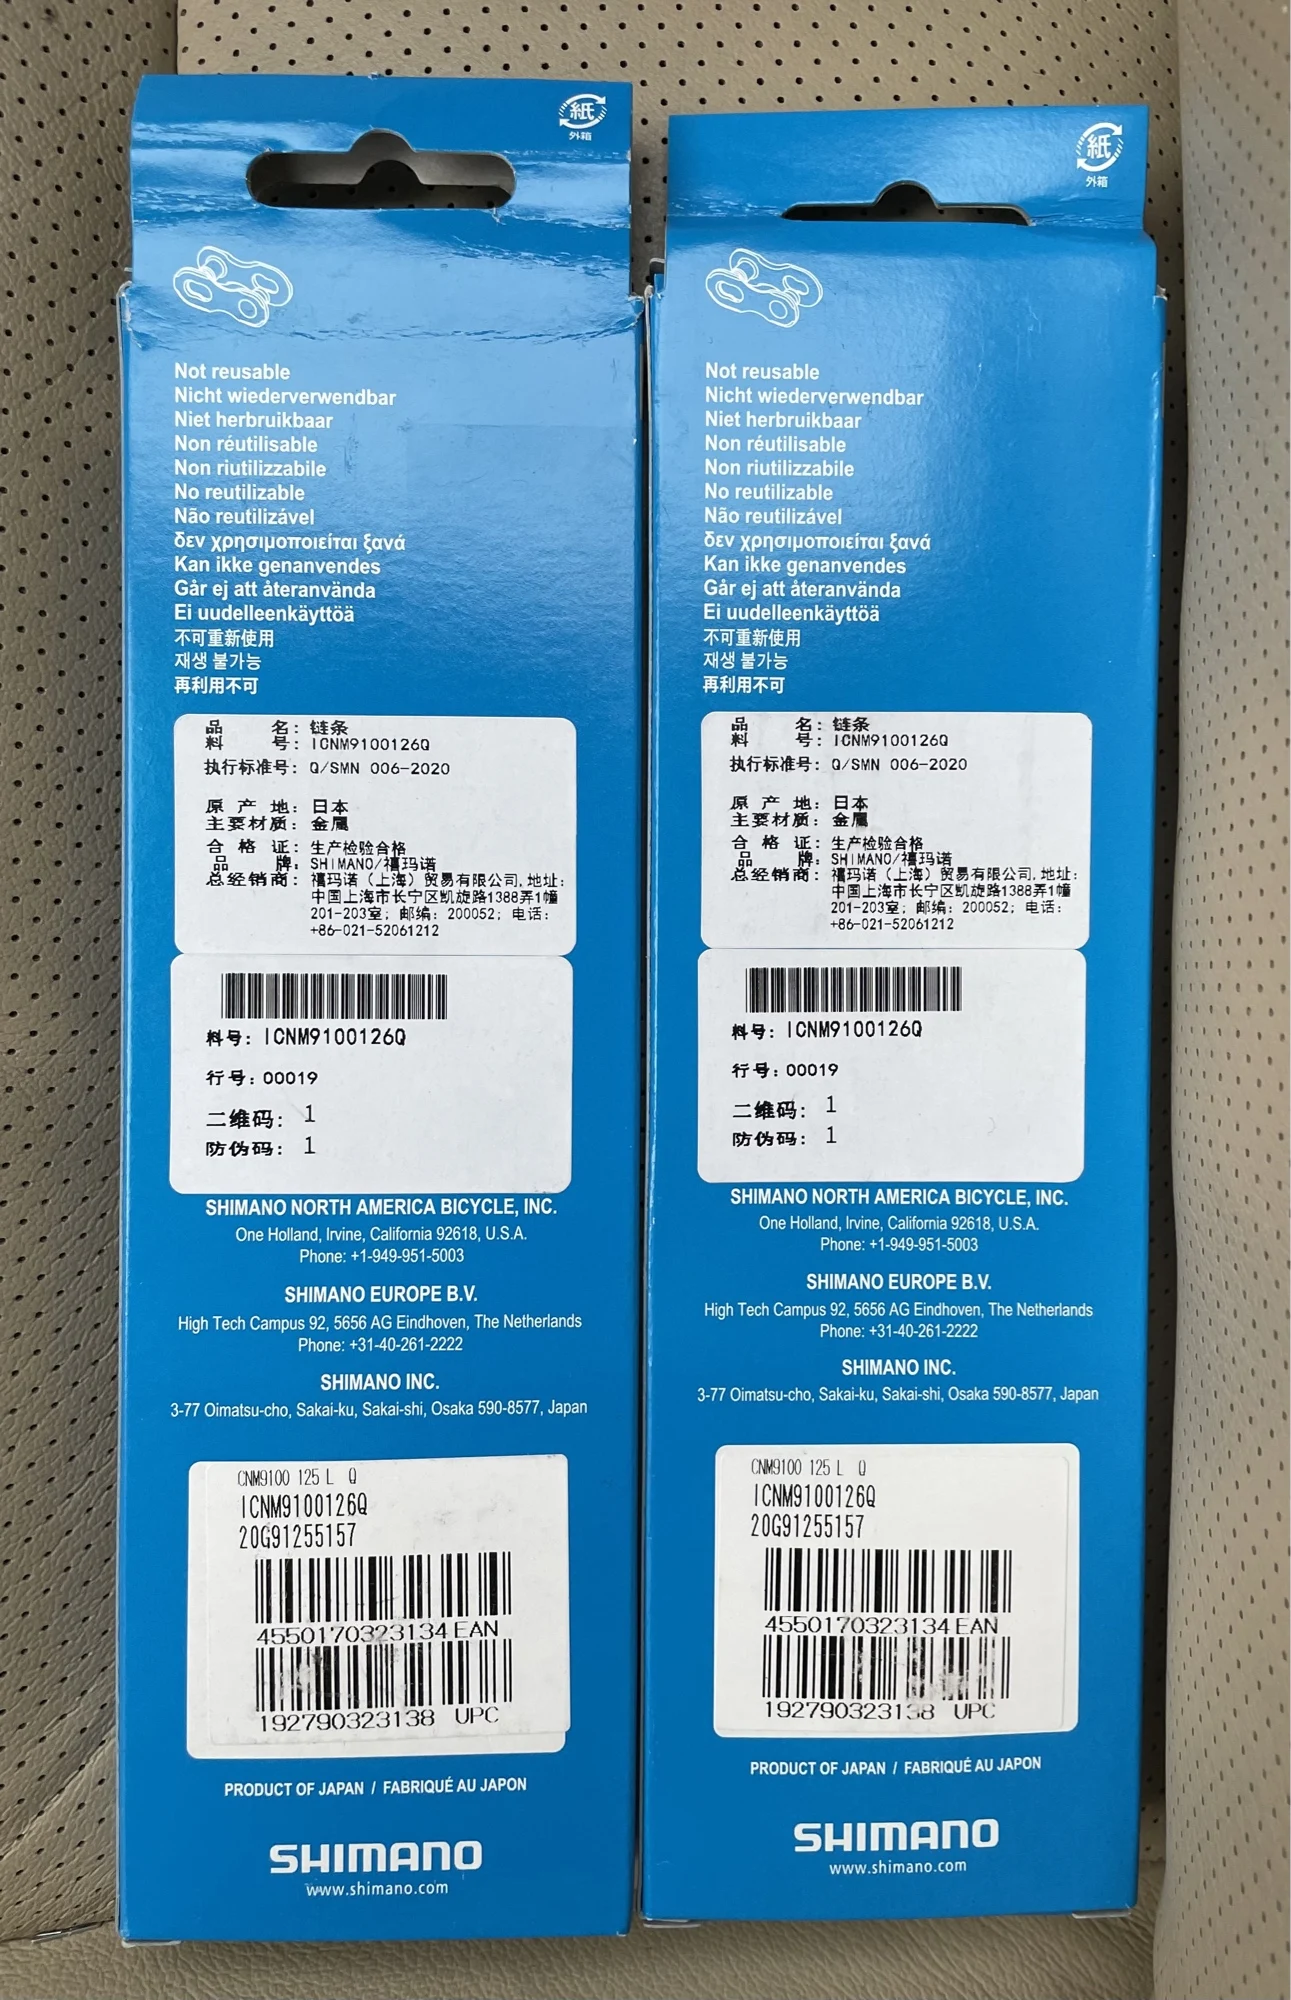 紙
外箱
Not reusable
Nicht wiederverwendbar
Niet herbruikbaar
Non réutilisable
Non riutilizzabile
No reutilizable
Não reutilizável
δεν χρησιμοποιείται ξανά
Kan ikke genanvendes
Går ej att återanvända
Ei uudelleenkäyttöä
不可重新使用
재생 불가능
再利用不可
品 名: 链条
料 号: ICNM9100126Q
执行标准号: Q/SMN 006-2020
原 产 地: 日本
主要材质: 金属
合 格 证: 生产检验合格
品 牌: SHIMANO/禧玛诺
总经销商: 禧玛诺（上海）贸易有限公司,地址:
中国上海市长宁区凯旋路1388弄1幢
201-203室; 邮编: 200052; 电话:
+86-021-52061212
料号: ICNM9100126Q
行号: 00019
二维码: 1
防伪码: 1
SHIMANO NORTH AMERICA BICYCLE, INC.
One Holland, Irvine, California 92618, U.S.A.
Phone: +1-949-951-5003
SHIMANO EUROPE B.V.
High Tech Campus 92, 5656 AG Eindhoven, The Netherlands
Phone: +31-40-261-2222
SHIMANO INC.
3-77 Oimatsu-cho, Sakai-ku, Sakai-shi, Osaka 590-8577, Japan
CNM9100 125 L Q
ICNM9100126Q
20G91255157
4550170323134 EAN
192790323138 UPC
PRODUCT OF JAPAN / FABRIQUÉ AU JAPON
SHIMANO
www.shimano.com
紙
外箱
Not reusable
Nicht wiederverwendbar
Niet herbruikbaar
Non réutilisable
Non riutilizzabile
No reutilizable
Não reutilizável
δεν χρησιμοποιείται ξανά
Kan ikke genanvendes
Går ej att återanvända
Ei uudelleenkäyttöä
不可重新使用
재생 불가능
再利用不可
品 名: 链条
料 号: ICNM9100126Q
执行标准号: Q/SMN 006-2020
原 产 地: 日本
主要材质: 金属
合 格 证: 生产检验合格
品 牌: SHIMANO/禧玛诺
总经销商: 禧玛诺（上海）贸易有限公司,地址:
中国上海市长宁区凯旋路1388弄1幢
201-203室; 邮编: 200052; 电话:
+86-021-52061212
料号: ICNM9100126Q
行号: 00019
二维码: 1
防伪码: 1
SHIMANO NORTH AMERICA BICYCLE, INC.
One Holland, Irvine, California 92618, U.S.A.
Phone: +1-949-951-5003
SHIMANO EUROPE B.V.
High Tech Campus 92, 5656 AG Eindhoven, The Netherlands
Phone: +31-40-261-2222
SHIMANO INC.
3-77 Oimatsu-cho, Sakai-ku, Sakai-shi, Osaka 590-8577, Japan
CNM9100 125 L Q
ICNM9100126Q
20G91255157
4550170323134 EAN
192790323138 UPC
PRODUCT OF JAPAN / FABRIQUÉ AU JAPON
SHIMANO
www.shimano.com